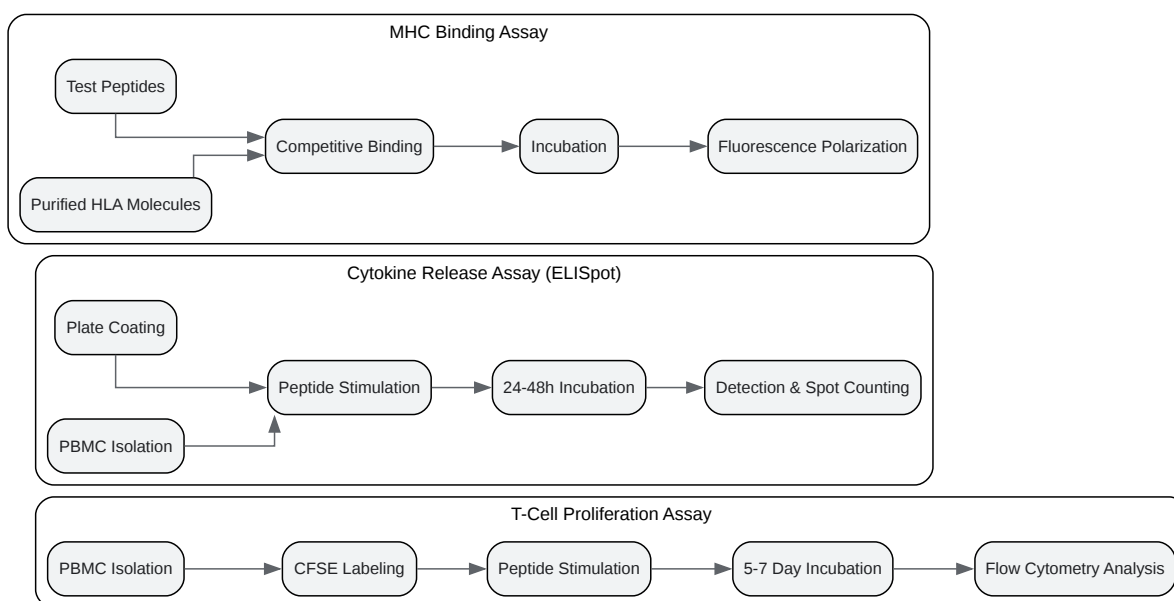 MHC Binding Assay
Test Peptides
Purified HLA Molecules
Competitive Binding
Incubation
Fluorescence Polarization
Cytokine Release Assay (ELISpot)
Plate Coating
PBMC Isolation
Peptide Stimulation
24-48h Incubation
Detection & Spot Counting
T-Cell Proliferation Assay
PBMC Isolation
CFSE Labeling
Peptide Stimulation
5-7 Day Incubation
Flow Cytometry Analysis